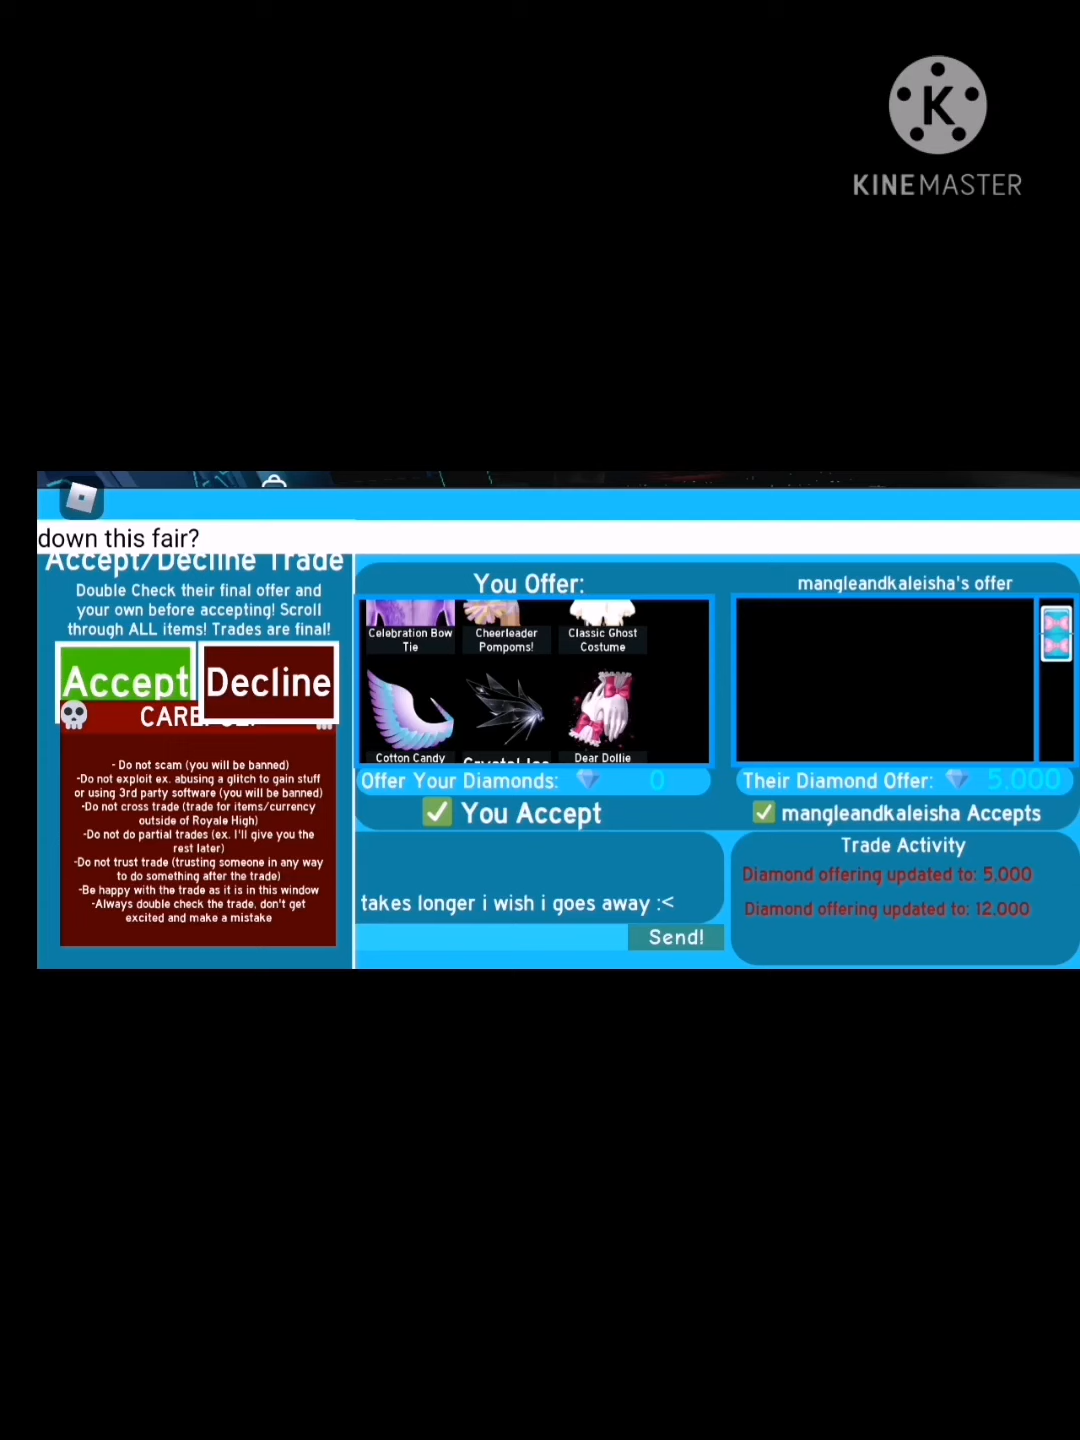 K
KINEMASTER
down this fair?
Accept/Decline Trade
Double Check their final offer and
your own before accepting! Scroll
through ALL items! Trades are final!
Accept
Decline
- Do not scam (you will be banned)
-Do not exploit ex. abusing a glitch to gain stuff
or using 3rd party software (you will be banned)
-Do not cross trade (trade for items/currency
outside of Royale High)
-Do not do partial trades (ex. I'll give you the
rest later)
-Do not trust trade (trusting someone in any way
to do something after the trade)
-Be happy with the trade as it is in this window
-Always double check the trade, don't get
excited and make a mistake
You Offer:
Celebration Bow
Tie
Cheerleader
Pompoms!
Classic Ghost
Costume
Cotton Candy
Crystal Ice
Dear Dollie
Offer Your Diamonds: 0
You Accept
takes longer i wish i goes away :<
Send!
mangleandkaleisha's offer
Their Diamond Offer: 5,000
mangleandkaleisha Accepts
Trade Activity
Diamond offering updated to: 5,000
Diamond offering updated to: 12,000